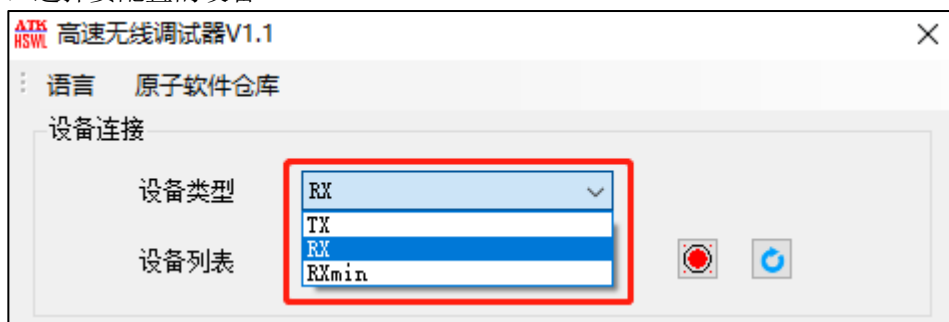 ATK HSWL 高速无线调试器V1.1
语言 原子软件仓库
设备连接
设备类型 RX
TX
RX
设备列表
RXmin